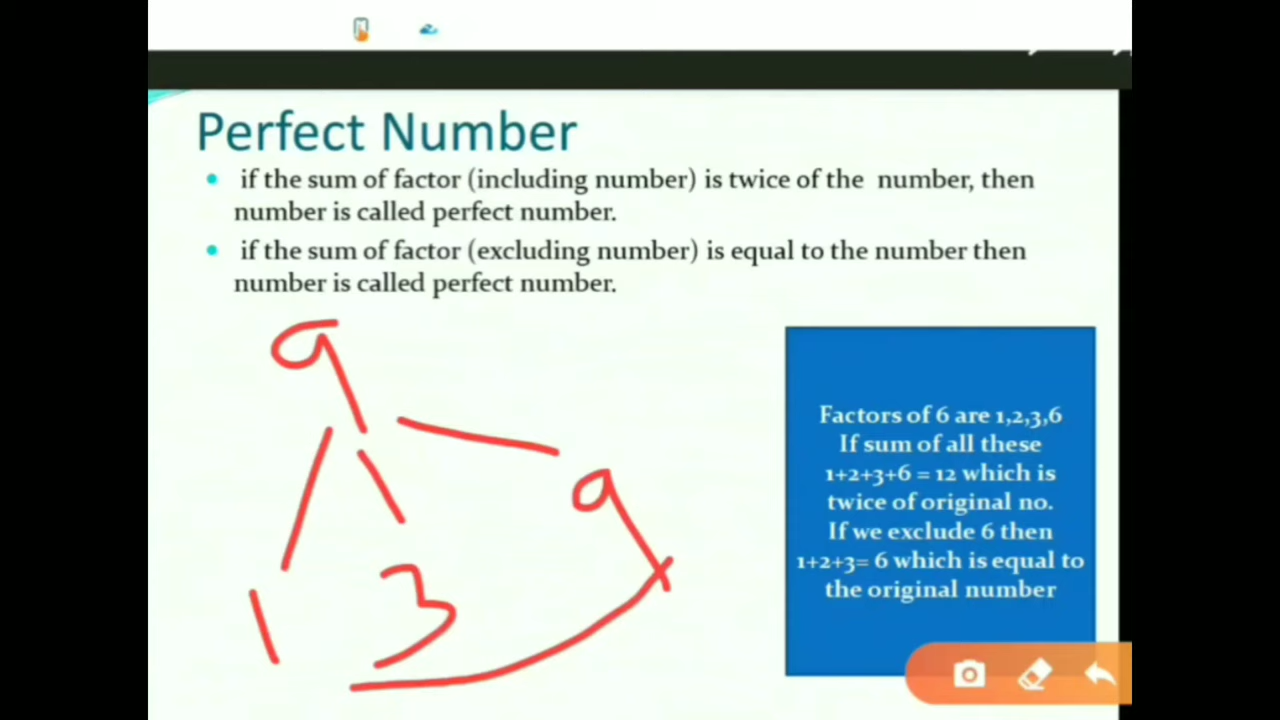 Perfect Number
if the sum of factor (including number) is twice of the number, then
number is called perfect number.
if the sum of factor (excluding number) is equal to the number then
number is called perfect number.
9
9
1 3
Factors of 6 are 1,2,3,6
If sum of all these
1+2+3+6 = 12 which is
twice of original no.
If we exclude 6 then
1+2+3= 6 which is equal to
the original number